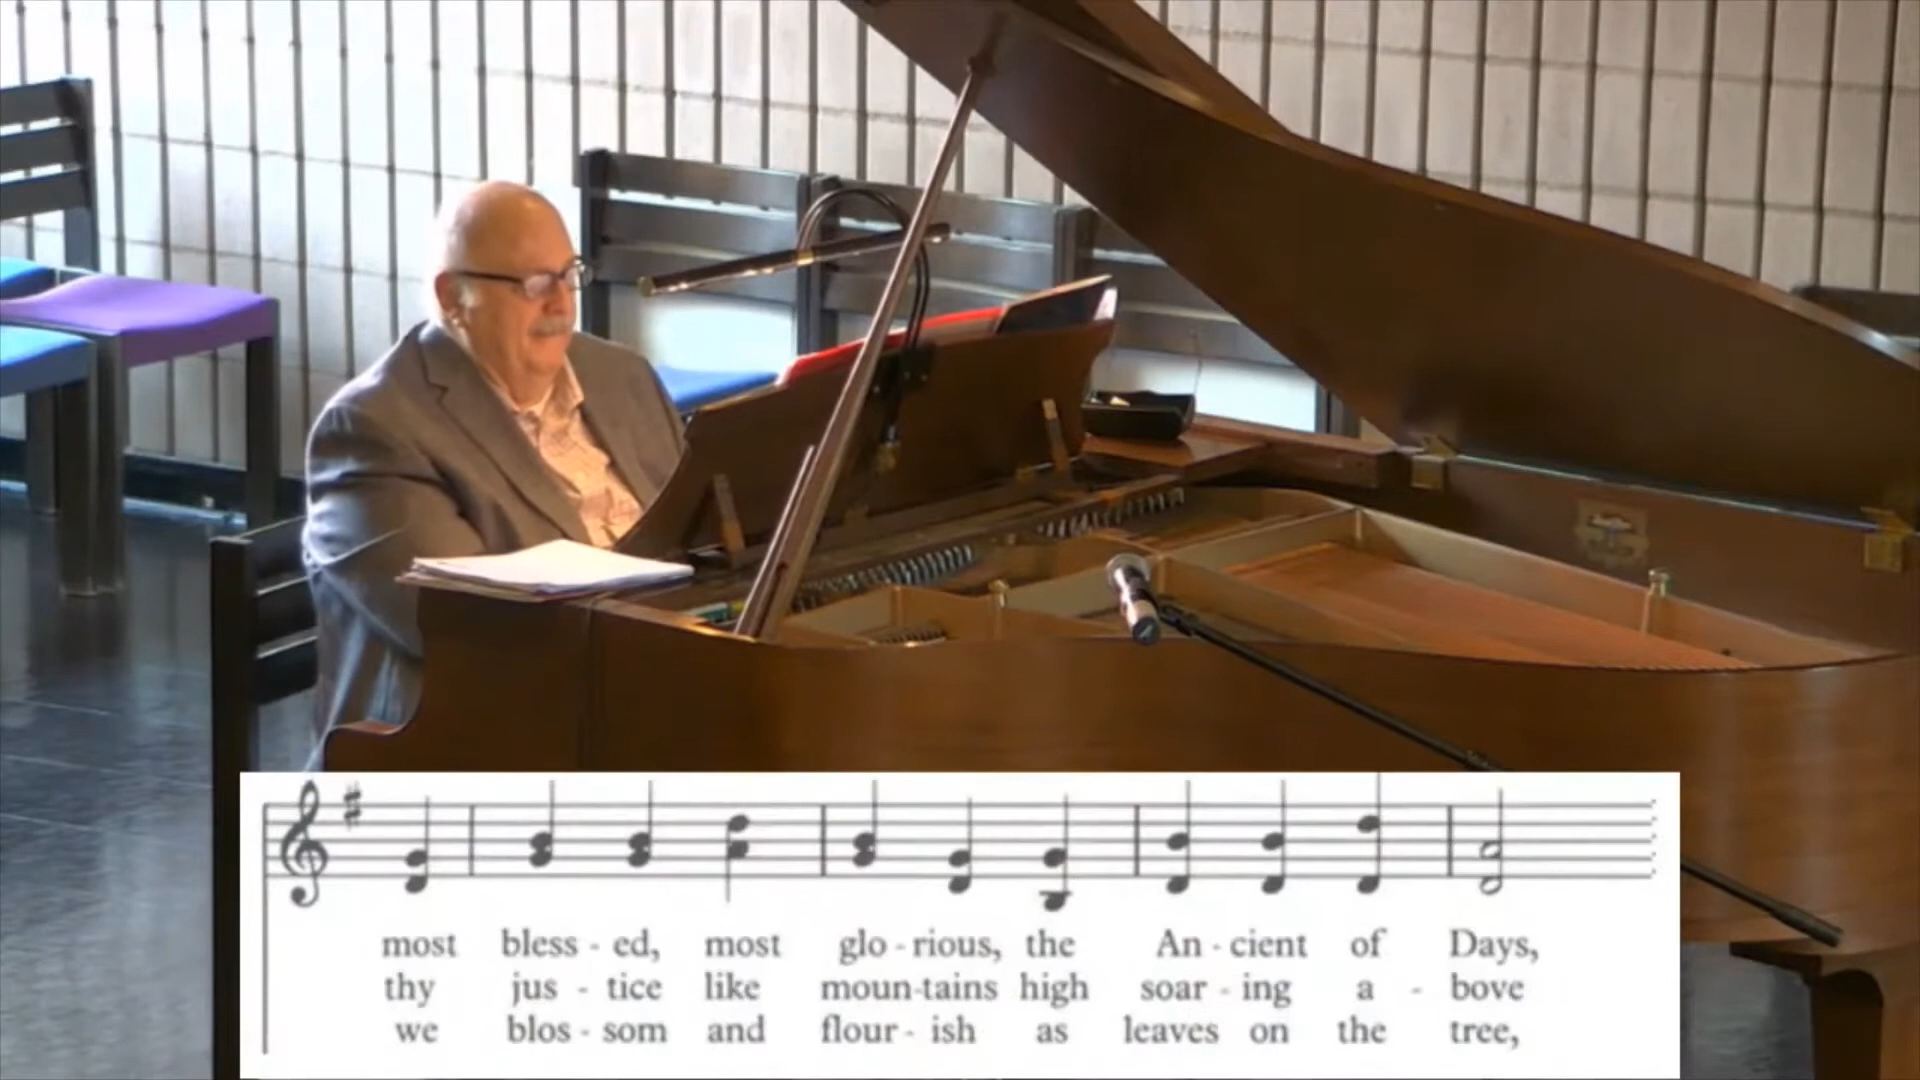 most bless - ed, most glo - rious, the An - cient of Days,
thy jus - tice like moun-tains high soar - ing a - bove
we blos - som and flour - ish as leaves on the tree,